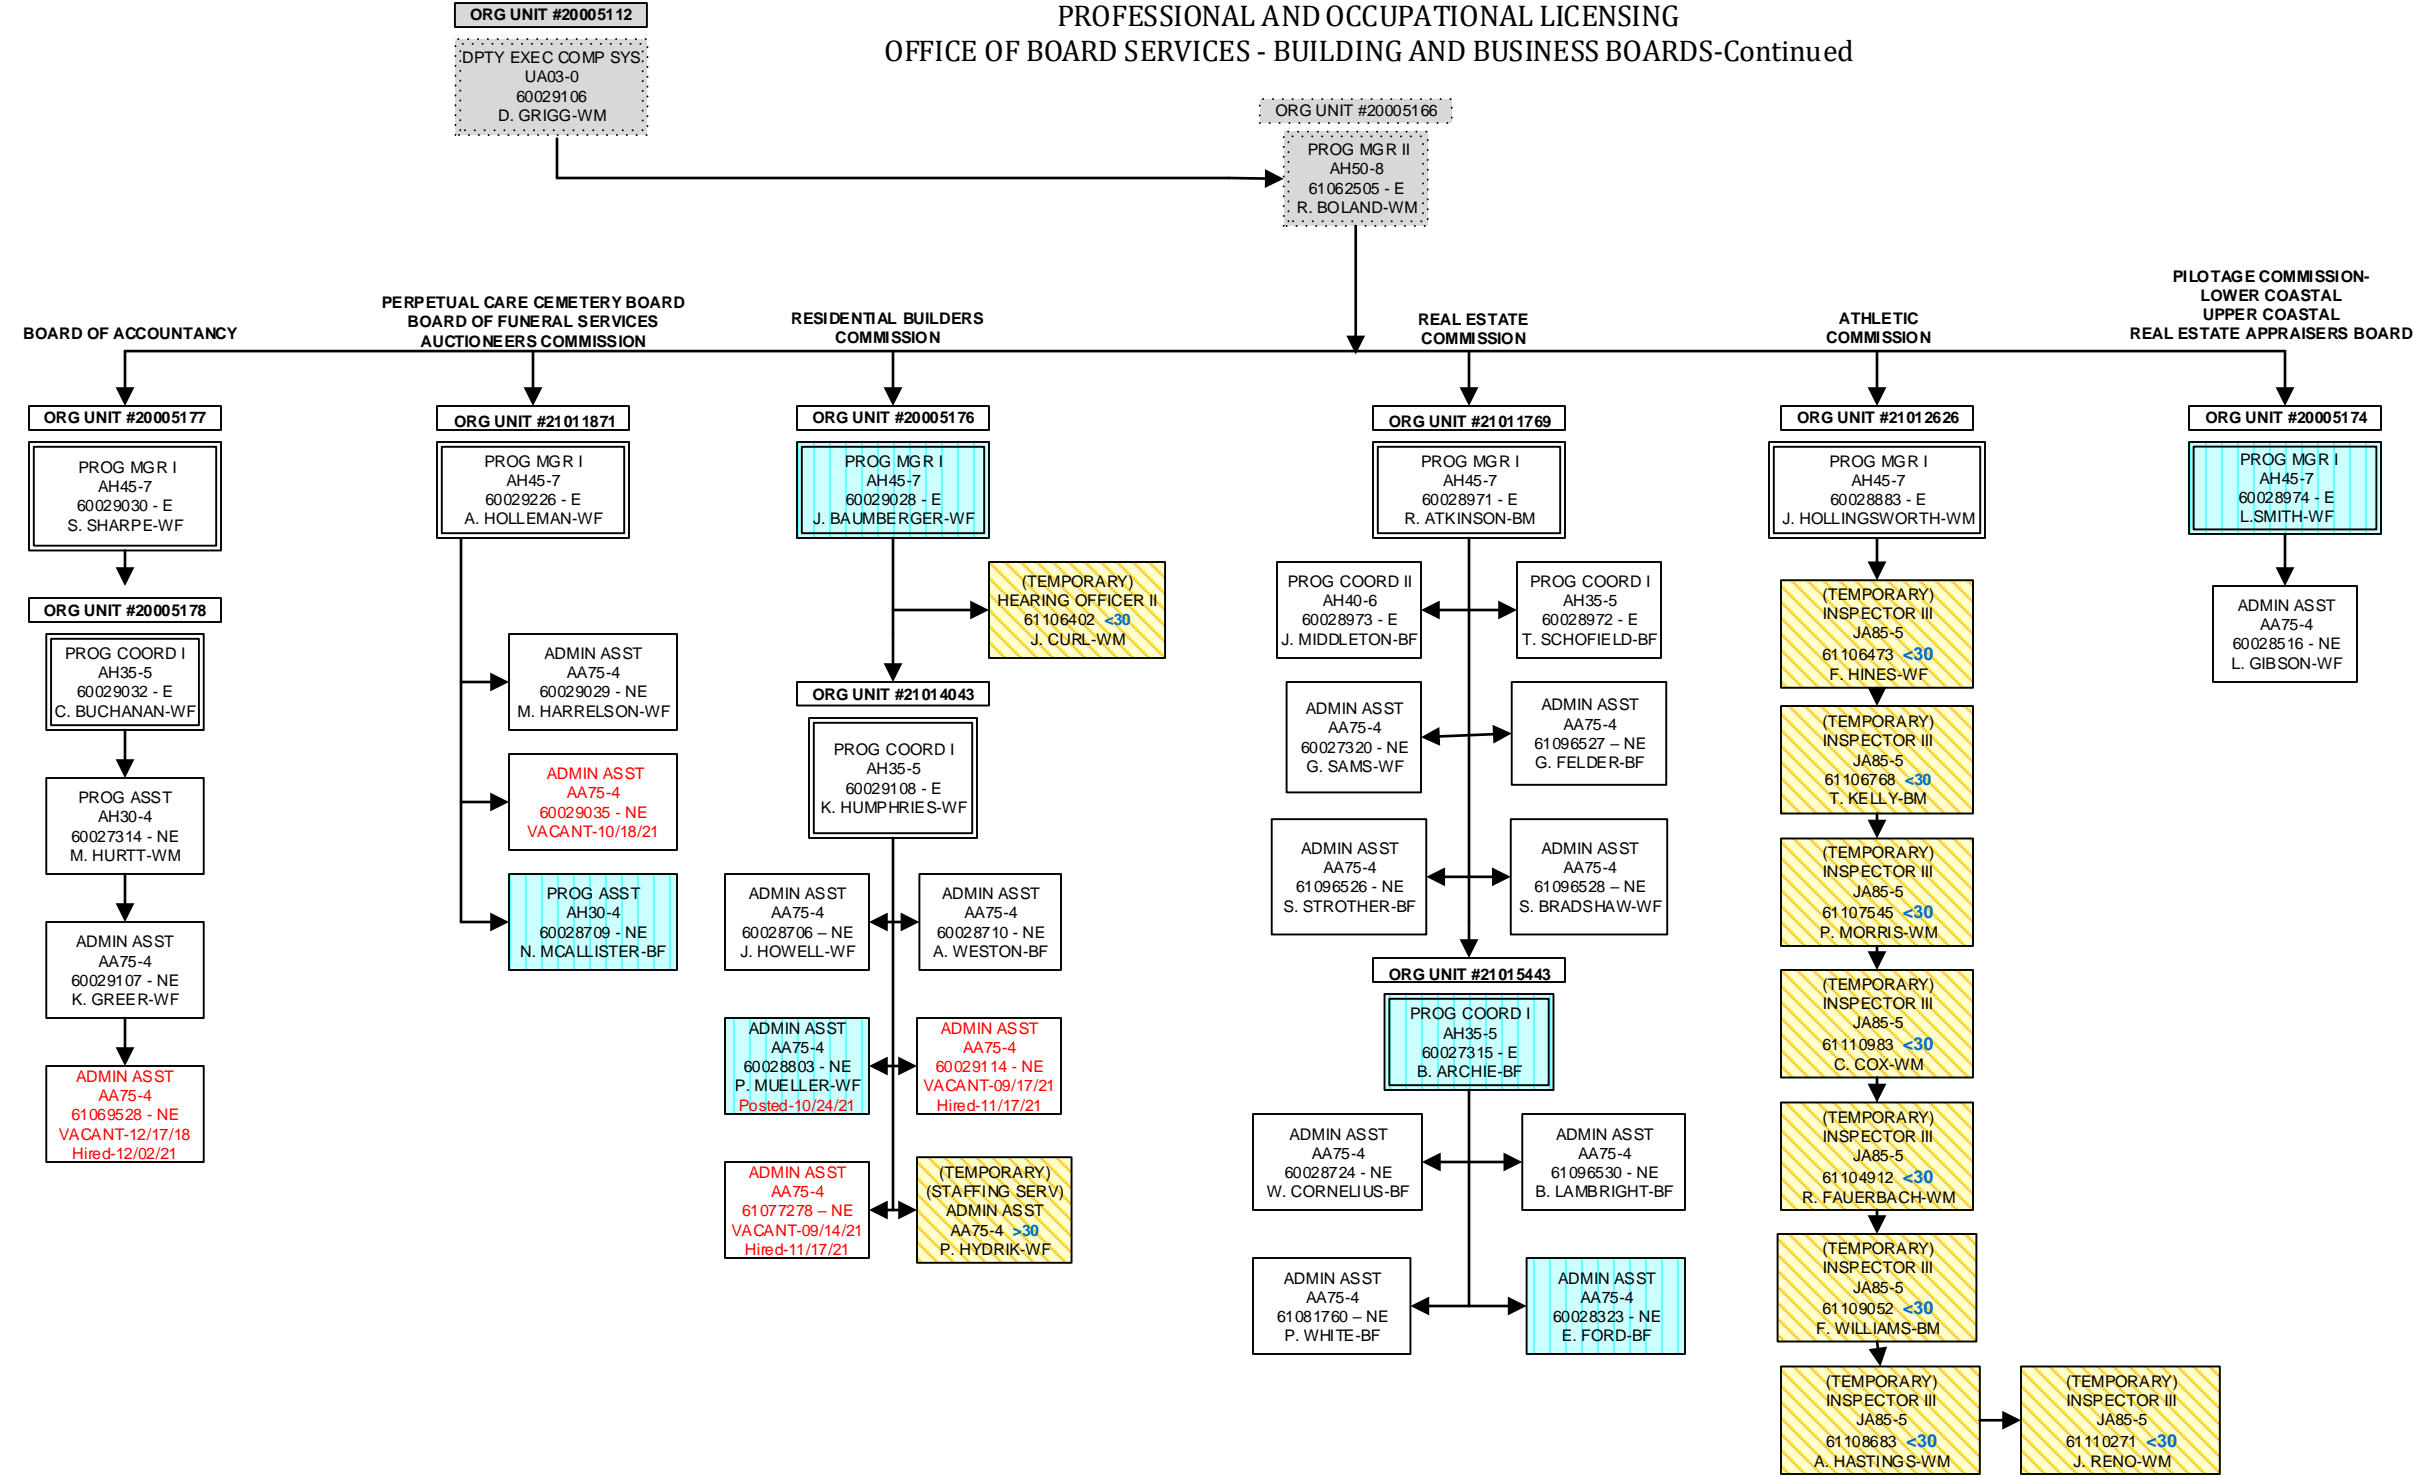 PROFESSIONAL AND OCCUPATIONAL LICENSING
OFFICE OF BOARD SERVICES - BUILDING AND BUSINESS BOARDS-Continued
ORG UNIT #20005112
DPTY EXEC COMP SYS
UA03-0
60029106
D. GRIGG-WM
ORG UNIT #20005166
PROG MGR II
AH50-8
61062505 - E
R. BOLAND-WM
BOARD OF ACCOUNTANCY
ORG UNIT #20005177
PROG MGR I
AH45-7
60029030 - E
S. SHARPE-WF
ORG UNIT #20005178
PROG COORD I
AH35-5
60029032 - E
C. BUCHANAN-WF
PROG ASST
AH30-4
60027314 - NE
M. HURTT-WM
ADMIN ASST
AA75-4
60029107 - NE
K. GREER-WF
ADMIN ASST
AA75-4
61069528 - NE
VACANT-12/17/18
Hired-12/02/21
PERPETUAL CARE CEMETERY BOARD
BOARD OF FUNERAL SERVICES
AUCTIONEERS COMMISSION
ORG UNIT #21011871
PROG MGR I
AH45-7
60029226 - E
A. HOLLEMAN-WF
ADMIN ASST
AA75-4
60029029 - NE
M. HARRELSON-WF
ADMIN ASST
AA75-4
60029035 - NE
VACANT-10/18/21
PROG ASST
AH30-4
60028709 - NE
N. MCALLISTER-BF
RESIDENTIAL BUILDERS
COMMISSION
ORG UNIT #20005176
PROG MGR I
AH45-7
60029028 - E
J. BAUMBERGER-WF
(TEMPORARY)
HEARING OFFICER II
61106402 <30
J. CURL-WM
ORG UNIT #21014043
PROG COORD I
AH35-5
60029108 - E
K. HUMPHRIES-WF
ADMIN ASST
AA75-4
60028706 – NE
J. HOWELL-WF
ADMIN ASST
AA75-4
60028710 - NE
A. WESTON-BF
ADMIN ASST
AA75-4
60028803 - NE
P. MUELLER-WF
Posted-10/24/21
ADMIN ASST
AA75-4
60029114 - NE
VACANT-09/17/21
Hired-11/17/21
ADMIN ASST
AA75-4
61077278 – NE
VACANT-09/14/21
Hired-11/17/21
(TEMPORARY)
(STAFFING SERV)
ADMIN ASST
AA75-4 >30
P. HYDRIK-WF
REAL ESTATE
COMMISSION
ORG UNIT #21011769
PROG MGR I
AH45-7
60028971 - E
R. ATKINSON-BM
PROG COORD II
AH40-6
60028973 - E
J. MIDDLETON-BF
PROG COORD I
AH35-5
60028972 - E
T. SCHOFIELD-BF
ADMIN ASST
AA75-4
60027320 - NE
G. SAMS-WF
ADMIN ASST
AA75-4
61096527 – NE
G. FELDER-BF
ADMIN ASST
AA75-4
61096526 - NE
S. STROTHER-BF
ADMIN ASST
AA75-4
61096528 – NE
S. BRADSHAW-WF
ORG UNIT #21015443
PROG COORD I
AH35-5
60027315 - E
B. ARCHIE-BF
ADMIN ASST
AA75-4
60028724 - NE
W. CORNELIUS-BF
ADMIN ASST
AA75-4
61096530 - NE
B. LAMBRIGHT-BF
ADMIN ASST
AA75-4
61081760 – NE
P. WHITE-BF
ADMIN ASST
AA75-4
60028323 - NE
E. FORD-BF
ATHLETIC
COMMISSION
ORG UNIT #21012626
PROG MGR I
AH45-7
60028883 - E
J. HOLLINGSWORTH-WM
(TEMPORARY)
INSPECTOR III
JA85-5
61106473 <30
F. HINES-WF
(TEMPORARY)
INSPECTOR III
JA85-5
61106768 <30
T. KELLY-BM
(TEMPORARY)
INSPECTOR III
JA85-5
61107545 <30
P. MORRIS-WM
(TEMPORARY)
INSPECTOR III
JA85-5
61110983 <30
C. COX-WM
(TEMPORARY)
INSPECTOR III
JA85-5
61104912 <30
R. FAUERBACH-WM
(TEMPORARY)
INSPECTOR III
JA85-5
61109052 <30
F. WILLIAMS-BM
(TEMPORARY)
INSPECTOR III
JA85-5
61108683 <30
A. HASTINGS-WM
(TEMPORARY)
INSPECTOR III
JA85-5
61110271 <30
J. RENO-WM
PILOTAGE COMMISSION-
LOWER COASTAL
UPPER COASTAL
REAL ESTATE APPRAISERS BOARD
ORG UNIT #20005174
PROG MGR I
AH45-7
60028974 - E
L.SMITH-WF
ADMIN ASST
AA75-4
60028516 - NE
L. GIBSON-WF